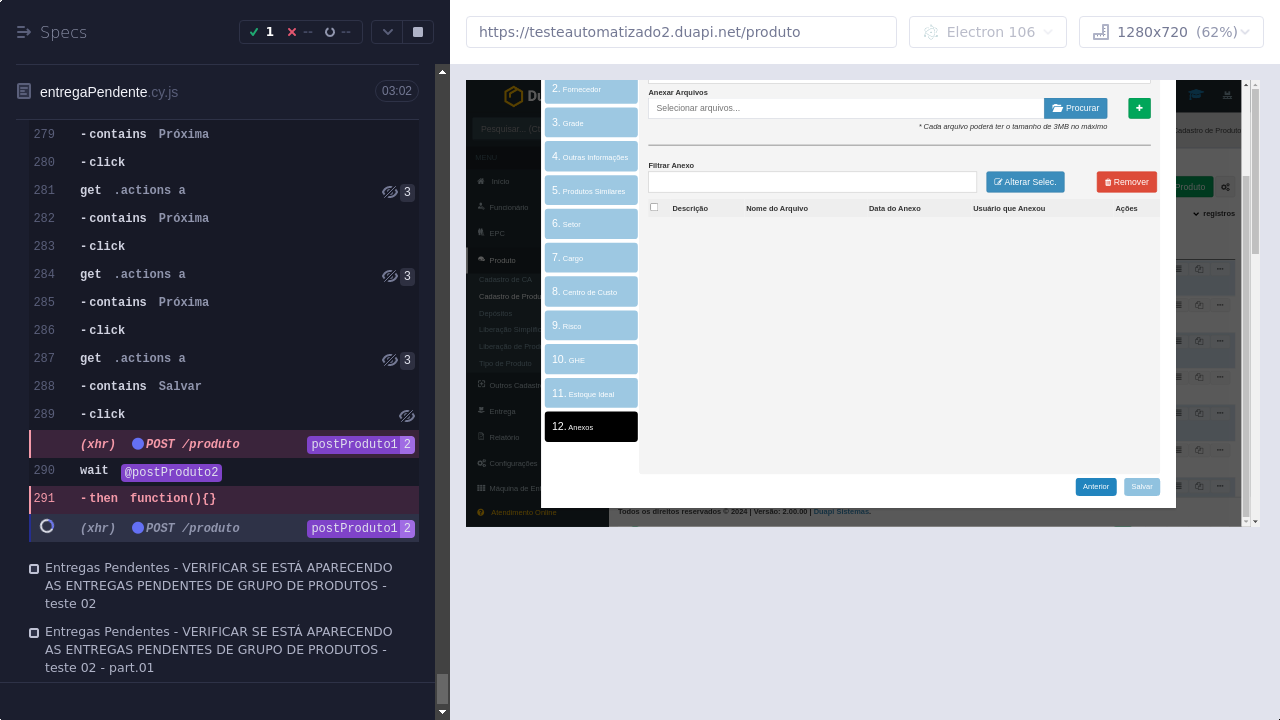 Specs
1
--
--
https://testeautomatizado2.duapi.net/produto
Electron 106
1280x720 (62%)
entregaPendente.cy.js
03:02
279 -contains Próxima
280 -click
281 get .actions a 3
282 -contains Próxima
283 -click
284 get .actions a 3
285 -contains Próxima
286 -click
287 get .actions a 3
288 -contains Salvar
289 -click
(xhr) POST /produto postProduto1 2
290 wait @postProduto2
291 -then function(){}
(xhr) POST /produto postProduto1 2
Entregas Pendentes - VERIFICAR SE ESTÁ APARECENDO
AS ENTREGAS PENDENTES DE GRUPO DE PRODUTOS -
teste 02
Entregas Pendentes - VERIFICAR SE ESTÁ APARECENDO
AS ENTREGAS PENDENTES DE GRUPO DE PRODUTOS -
teste 02 - part.01
Pesquisar...
MENU
Início
Funcionário
EPC
Produto
Cadastro de CA
Cadastro de Produ
Depósitos
Liberação Simplific
Liberação de Prod
Tipo de Produto
Outros Cadastr
Entrega
Relatório
Configurações
Máquina de En
Atendimento Online
2. Fornecedor
3. Grade
4. Outras Informações
5. Produtos Similares
6. Setor
7. Cargo
8. Centro de Custo
9. Risco
10. GHE
11. Estoque Ideal
12. Anexos
Anexar Arquivos
Selecionar arquivos...
Procurar
+
* Cada arquivo poderá ter o tamanho de 3MB no máximo
Filtrar Anexo
Alterar Selec.
Remover
Descrição Nome do Arquivo Data do Anexo Usuário que Anexou Ações
Anterior
Salvar
Cadastro de Produto
Produto
registros
Todos os direitos reservados © 2024 | Versão: 2.00.00 | Duapi Sistemas.